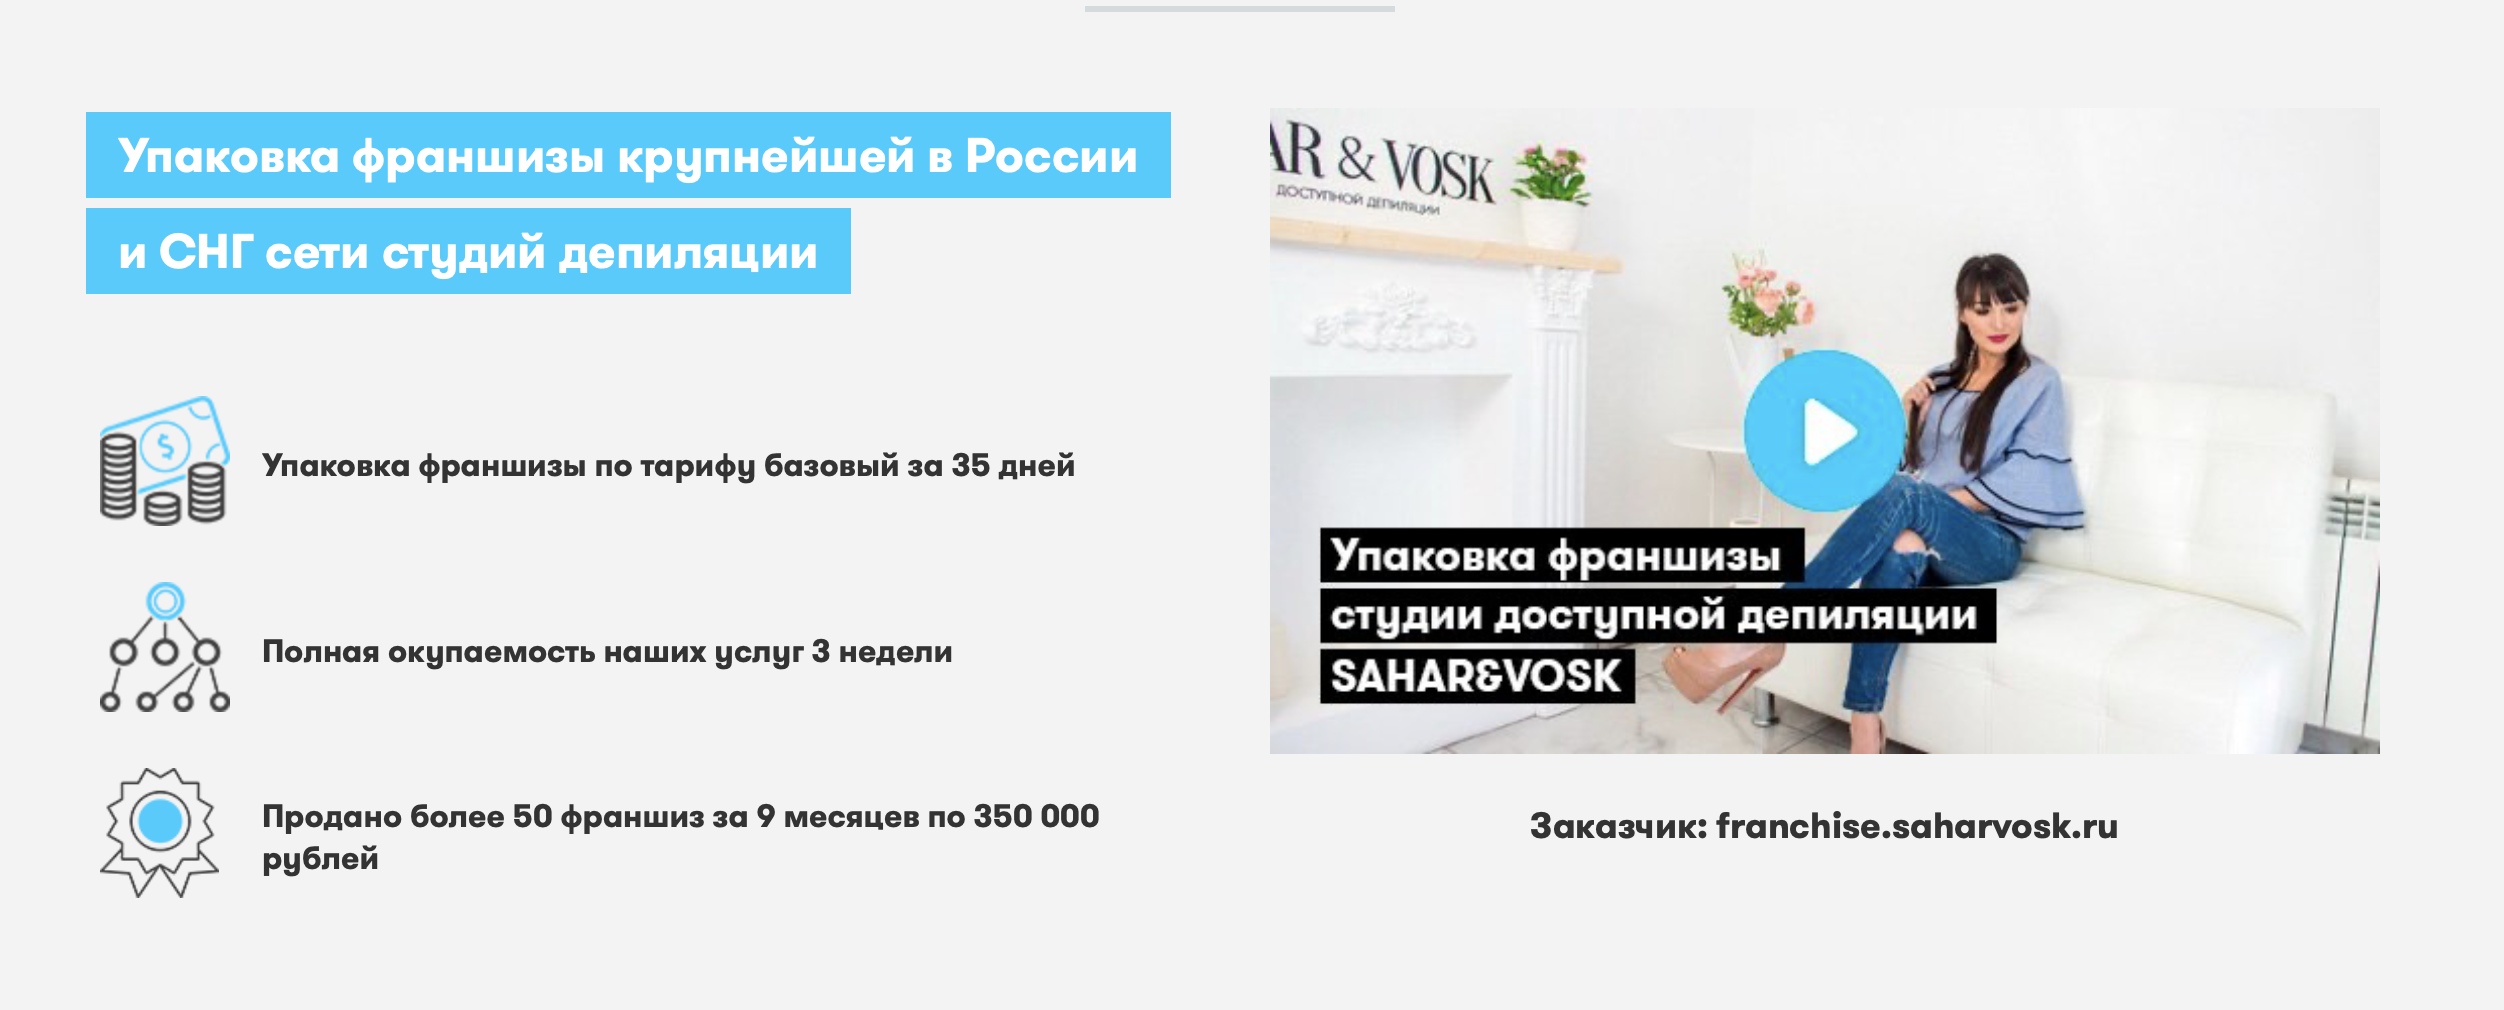 Упаковка франшизы крупнейшей в России
и СНГ сети студий депиляции
Упаковка франшизы по тарифу базовый за 35 дней
Полная окупаемость наших услуг 3 недели
Продано более 50 франшиз за 9 месяцев по 350 000
рублей
AR & VOSK
ДОСТУПНОЙ ДЕПИЛЯЦИИ
Упаковка франшизы
студии доступной депиляции
SAHAR&VOSK
Заказчик: franchise.saharvosk.ru